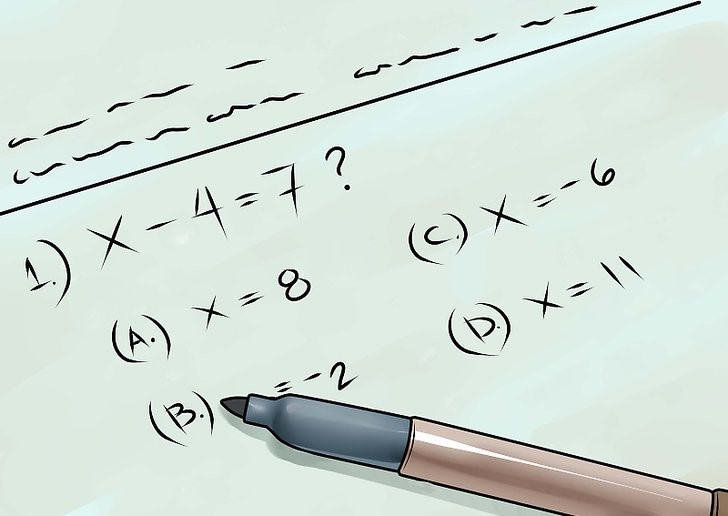 1.) X - 4 = 7 ?
(A.) x = 8
(B.) = -2
(C.) X = -6
(D.) x = 11